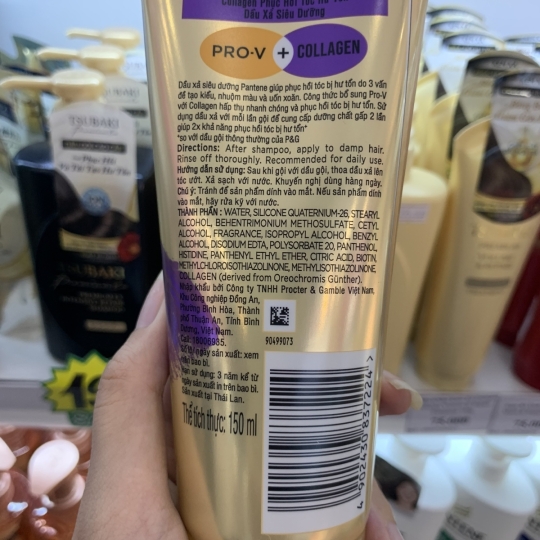 Collagen Phục Hồi Tóc Hư Tổn
Dầu Xả Siêu Dưỡng
PRO-V + COLLAGEN
Dầu xả siêu dưỡng Pantene giúp phục hồi tóc bị hư tổn do 3 vấn
đề tạo kiểu, nhuộm màu và uốn xoăn. Công thức bổ sung Pro-V
với Collagen hấp thụ nhanh chóng và phục hồi tóc bị hư tổn. Sử
dụng dầu xả với mỗi lần gội để cung cấp dưỡng chất gấp 2 lần
giúp 2x khả năng phục hồi tóc bị hư tổn*
*so với dầu gội thông thường của P&G
Directions: After shampoo, apply to damp hair.
Rinse off thoroughly. Recommended for daily use.
Hướng dẫn sử dụng: Sau khi gội với dầu gội, thoa dầu xả lên
tóc ướt. Xả sạch với nước. Khuyến nghị dùng hàng ngày.
Chú ý: Tránh để sản phẩm dính vào mắt. Nếu sản phẩm dính
vào mắt, hãy rửa kỹ với nước.
THÀNH PHẦN: WATER, SILICONE QUATERNIUM-26, STEARYL
ALCOHOL, BEHENTRIMONIUM METHOSULFATE, CETYL
ALCOHOL, FRAGRANCE, ISOPROPYL ALCOHOL, BENZYL
ALCOHOL, DISODIUM EDTA, POLYSORBATE 20, PANTHENOL,
HISTIDINE, PANTHENYL ETHYL ETHER, CITRIC ACID, BIOTIN,
METHYLCHLOROISOTHIAZOLINONE, METHYLISOTHIAZOLINONE,
COLLAGEN (derived from Oreochromis Günther).
Nhập khẩu bởi Công ty TNHH Procter & Gamble Việt Nam.
Khu Công nghiệp Đồng An,
Phường Bình Hòa, Thành
phố Thuận An, Tỉnh Bình
Dương, Việt Nam.
Call: 18006935.
Số lô/ngày sản xuất: xem
trên bao bì.
Hạn sử dụng: 3 năm kể từ
ngày sản xuất in trên bao bì.
Sản xuất tại Thái Lan.
Thể tích thực: 150 ml
90499073
4 902430 837224 >
TSUBAKI
TSUBAKI